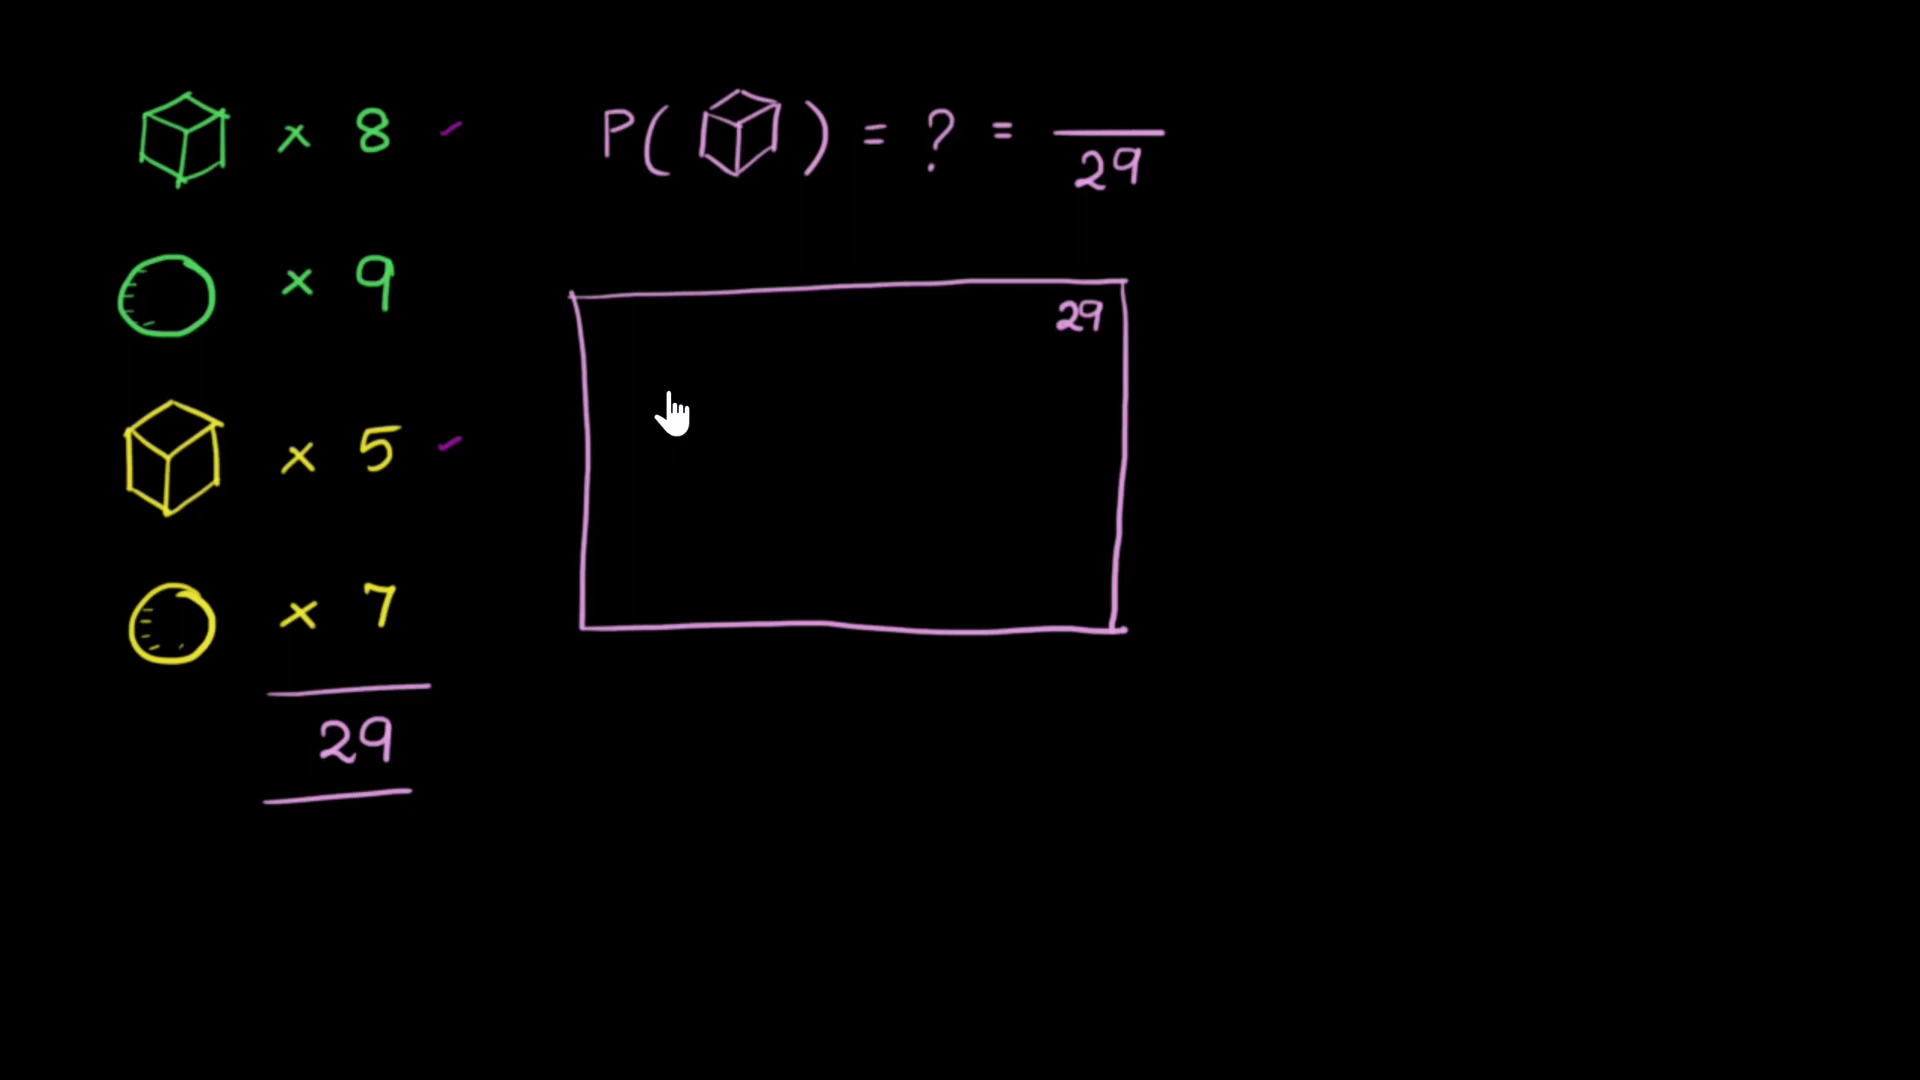 x 8
P( ) = ? = /29
x 9
29
x 5
x 7
29